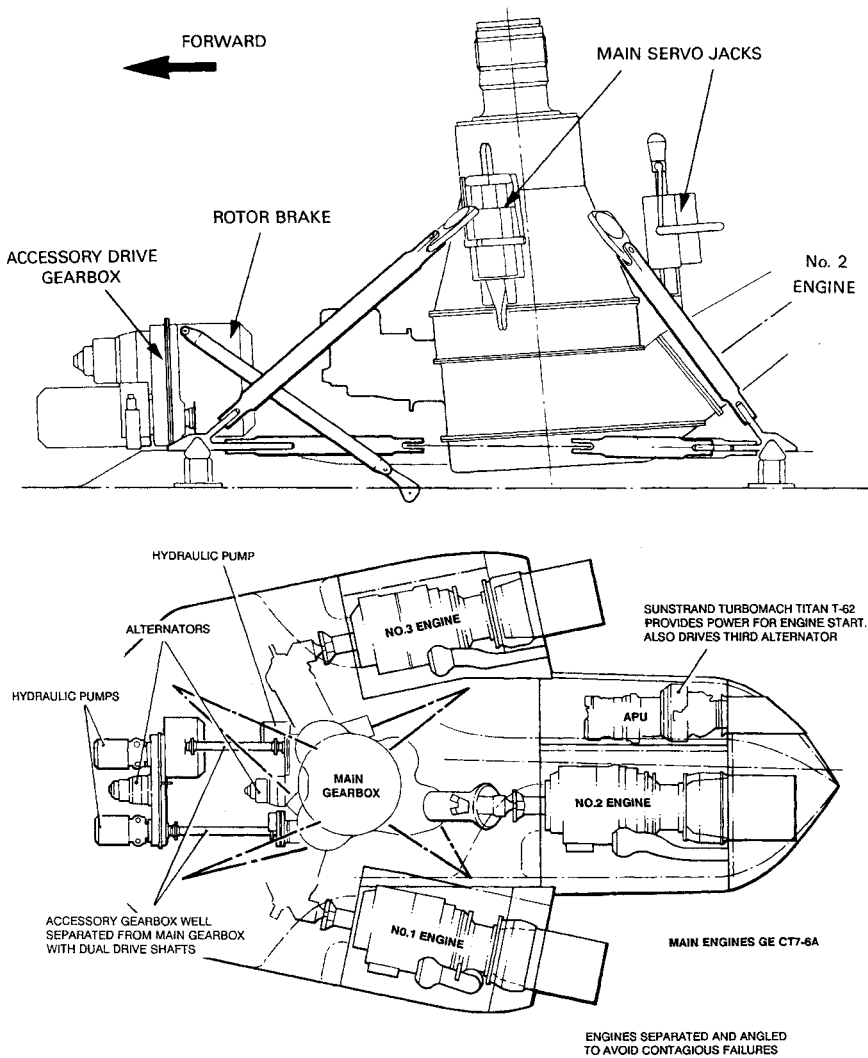 FORWARD
MAIN SERVO JACKS
ROTOR BRAKE
ACCESSORY DRIVE
GEARBOX
No. 2
ENGINE
HYDRAULIC PUMP
NO.3 ENGINE
SUNSTRAND TURBOMACH TITAN T-62
PROVIDES POWER FOR ENGINE START.
ALSO DRIVES THIRD ALTERNATOR
ALTERNATORS
HYDRAULIC PUMPS
APU
MAIN
GEARBOX
NO.2 ENGINE
ACCESSORY GEARBOX WELL
SEPARATED FROM MAIN GEARBOX
WITH DUAL DRIVE SHAFTS
NO.1 ENGINE
MAIN ENGINES GE CT7-6A
ENGINES SEPARATED AND ANGLED
TO AVOID CONTAGIOUS FAILURES